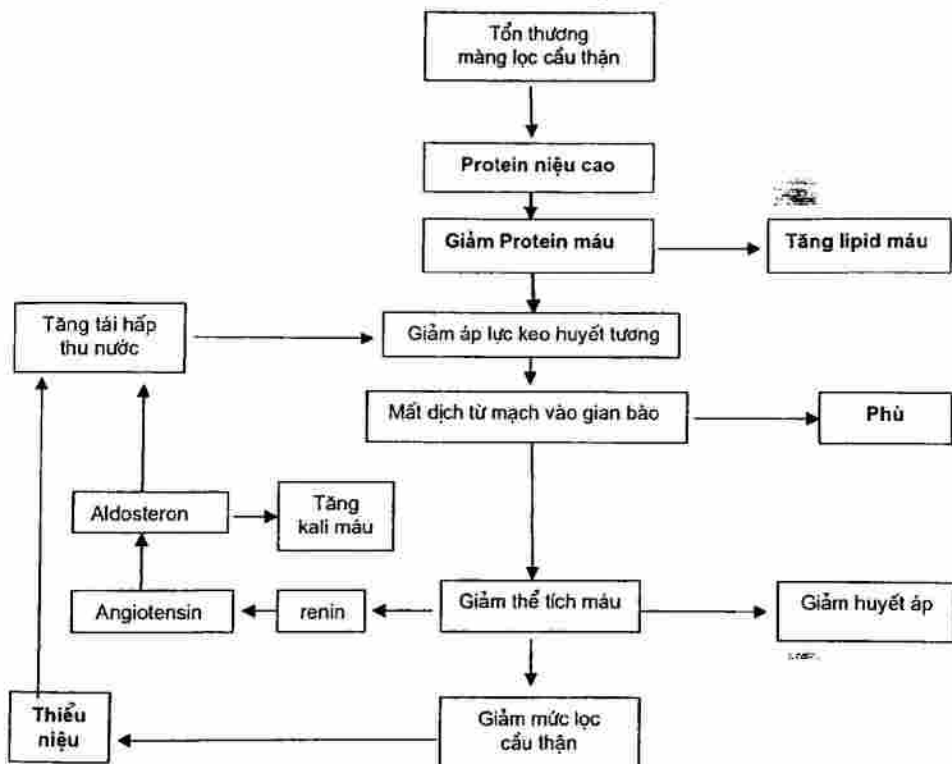 Tổn thương
màng lọc cầu thận
Protein niệu cao
Giảm Protein máu
Tăng lipid máu
Tăng tái hấp
thu nước
Giảm áp lực keo huyết tương
Mất dịch từ mạch vào gian bào
Phù
Aldosteron
Tăng
kali máu
Angiotensin
renin
Giảm thể tích máu
Giảm huyết áp
Thiểu
niệu
Giảm mức lọc
cầu thận